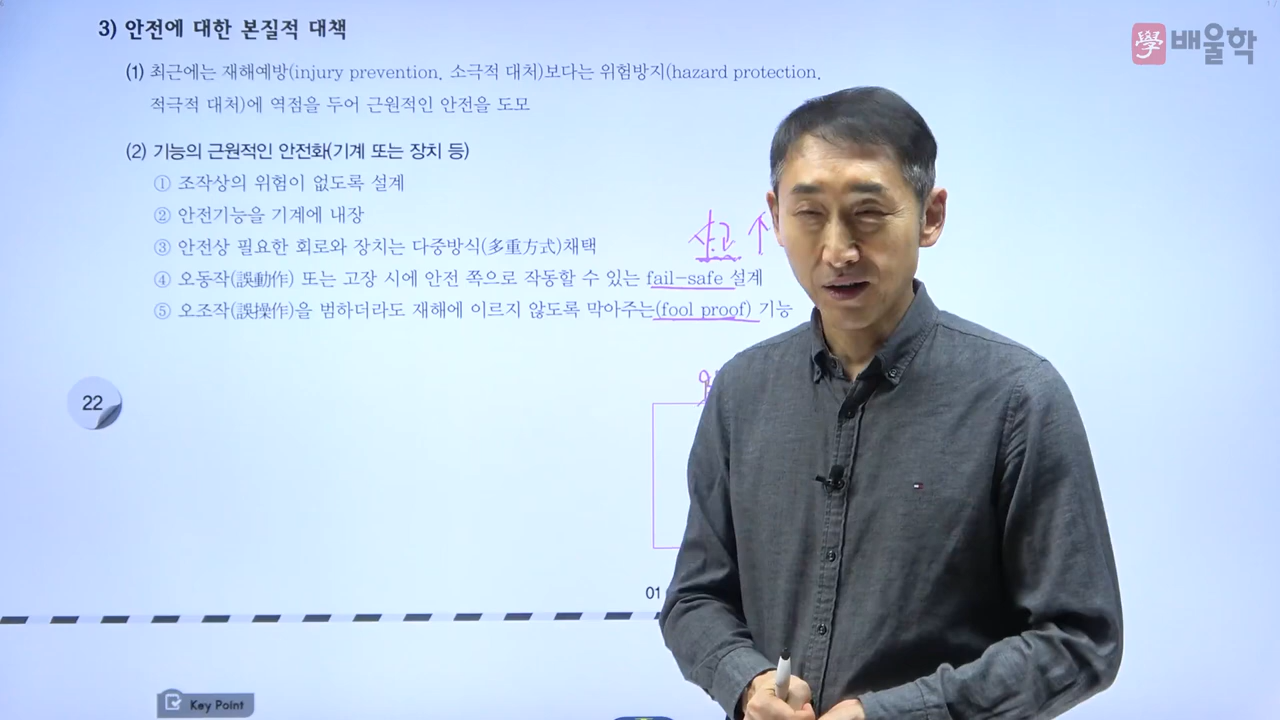 3) 안전에 대한 본질적 대책
學 배울학
(1) 최근에는 재해예방(injury prevention, 소극적 대처)보다는 위험방지(hazard protection,
적극적 대처)에 역점을 두어 근원적인 안전을 도모
(2) 기능의 근원적인 안전화(기계 또는 장치 등)
① 조작상의 위험이 없도록 설계
② 안전기능을 기계에 내장
사고 ↑
③ 안전상 필요한 회로와 장치는 다중방식(多重方式)채택
④ 오동작(誤動作) 또는 고장 시에 안전 쪽으로 작동할 수 있는 fail-safe 설계
⑤ 오조작(誤操作)을 범하더라도 재해에 이르지 않도록 막아주는(fool proof) 기능
22
01
Key Point